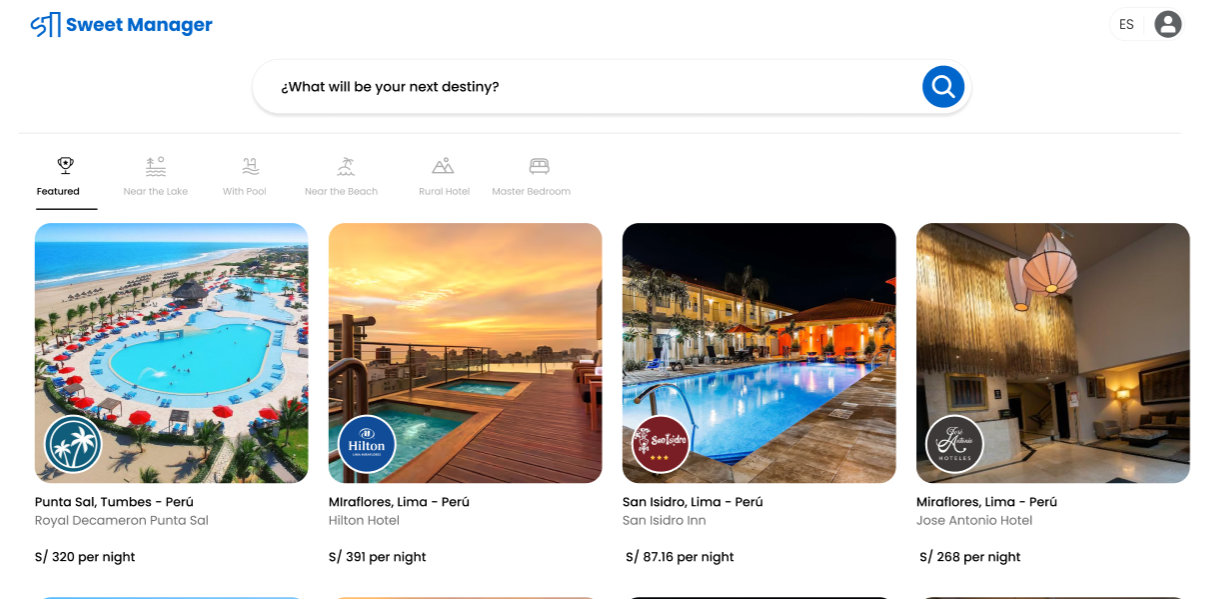 Sweet Manager
ES
¿What will be your next destiny?
Featured
Near the Lake
With Pool
Near the Beach
Rural Hotel
Master Bedroom
Hilton
LIMA MIRAFLORES
San Isidro
José Antonio
HOTELES
Punta Sal, Tumbes - Perú
Royal Decameron Punta Sal
S/ 320 per night
MIraflores, Lima - Perú
Hilton Hotel
S/ 391 per night
San Isidro, Lima - Perú
San Isidro Inn
S/ 87.16 per night
Miraflores, Lima - Perú
Jose Antonio Hotel
S/ 268 per night